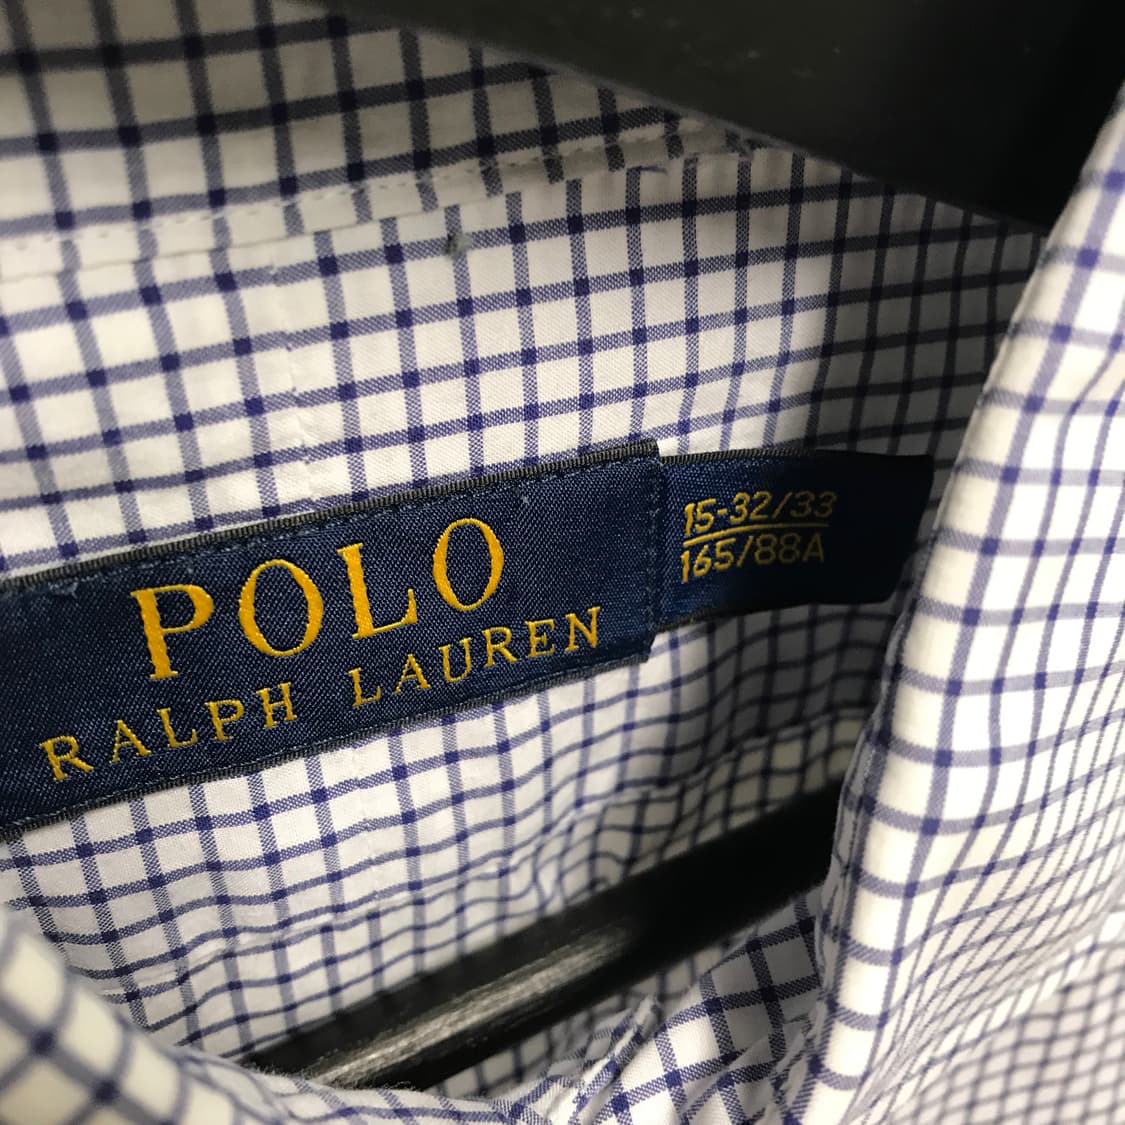 POLO
RALPH LAUREN
15-32/33
165/88A